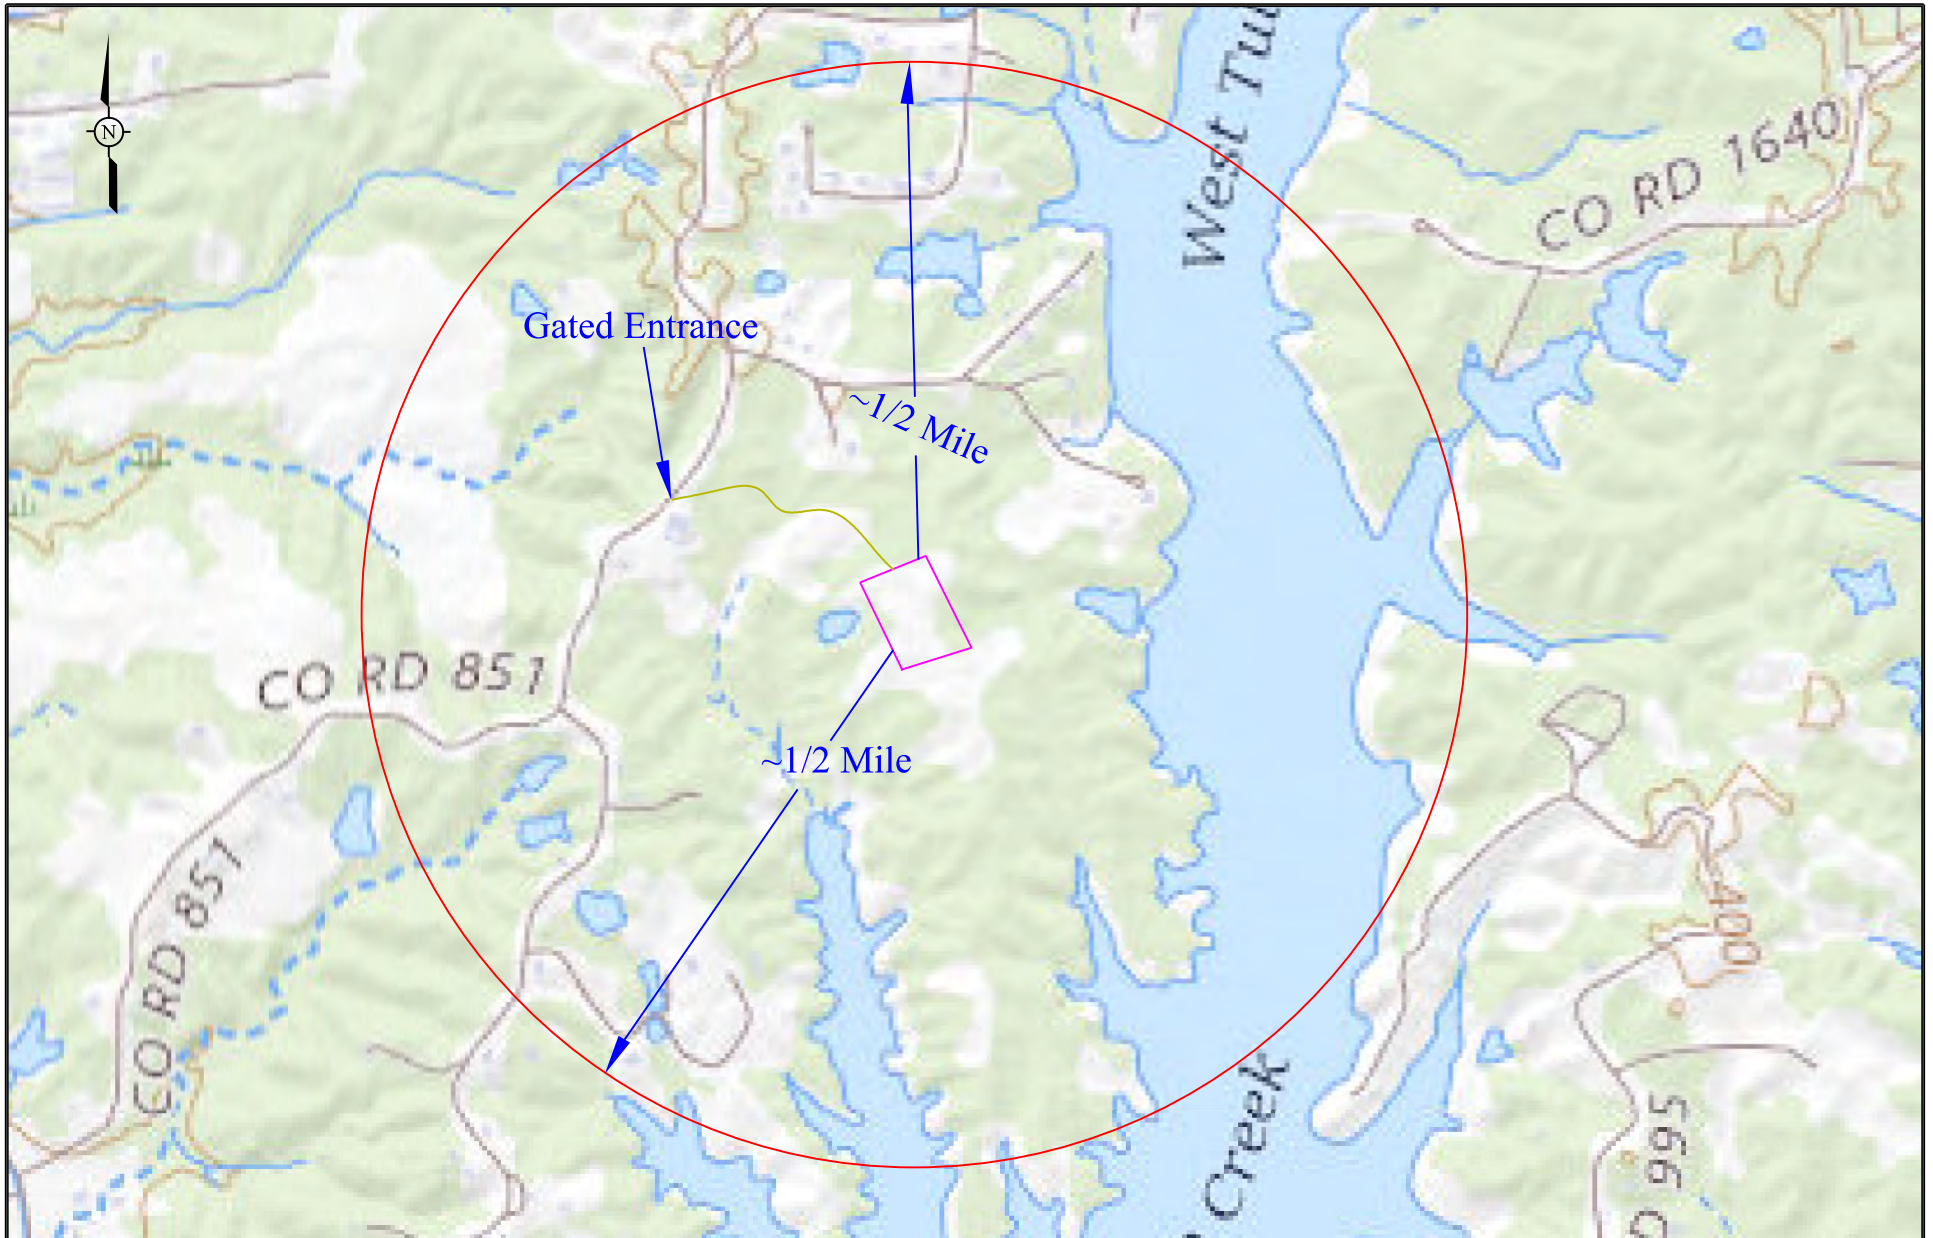 West Tu
N
CO RD 1640
Gated Entrance
~1/2 Mile
CO RD 851
~1/2 Mile
CO RD 851
Creek
995